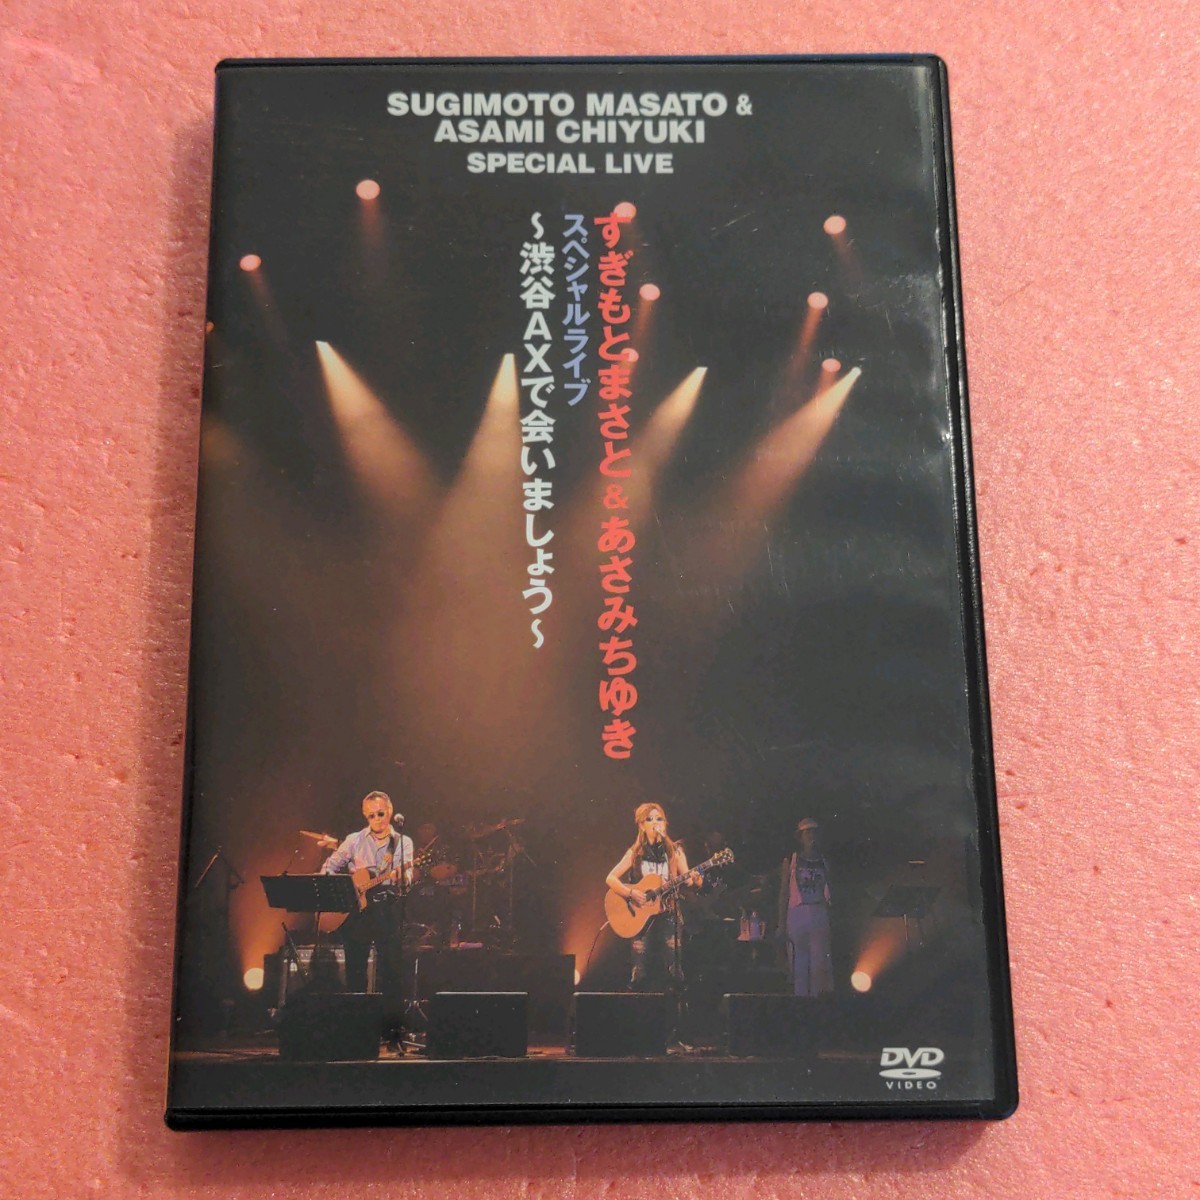 SUGIMOTO MASATO &
ASAMI CHIYUKI
SPECIAL LIVE
すぎもとまさと&あさみちゆき
スペシャルライブ
～渋谷AXで会いましょう～
DVD
VIDEO